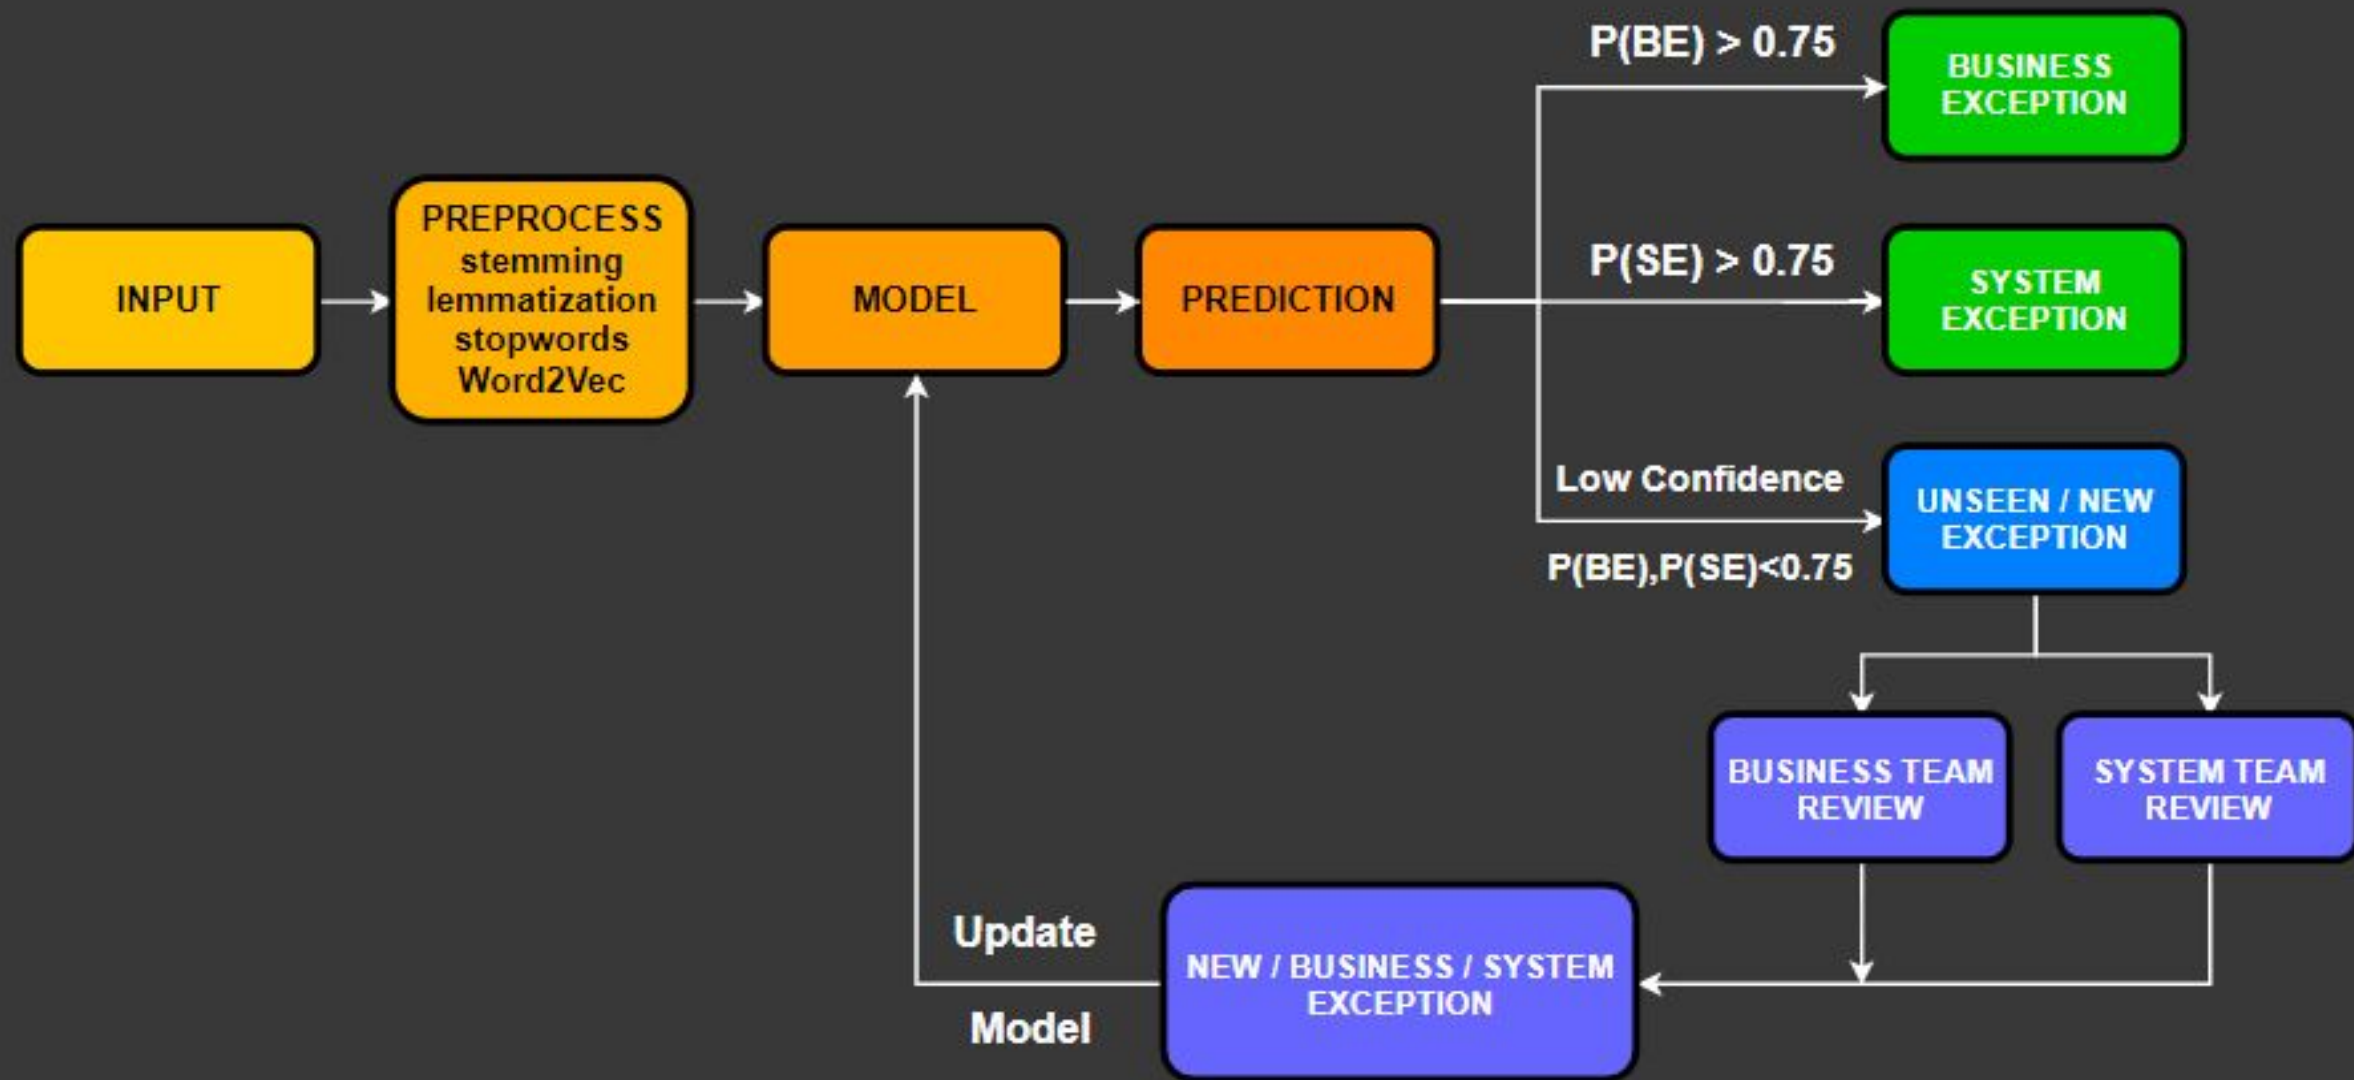 P(BE) > 0.75
BUSINESS
EXCEPTION
INPUT
PREPROCESS
stemming
lemmatization
stopwords
Word2Vec
MODEL
PREDICTION
P(SE) > 0.75
SYSTEM
EXCEPTION
Low Confidence
P(BE),P(SE)<0.75
UNSEEN / NEW
EXCEPTION
BUSINESS TEAM
REVIEW
SYSTEM TEAM
REVIEW
Update
Model
NEW / BUSINESS / SYSTEM
EXCEPTION